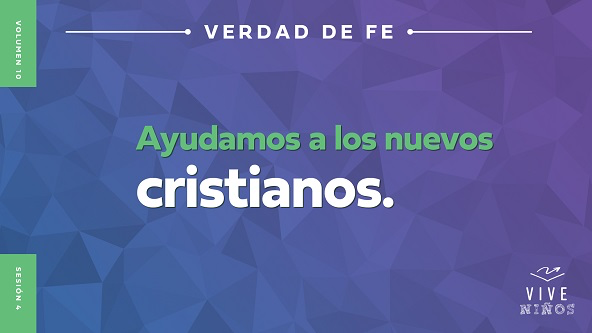 VOLUMEN 10
VERDAD DE FE
Ayudamos a los nuevos
cristianos.
SESIÓN 4
VIVE
NIÑOS